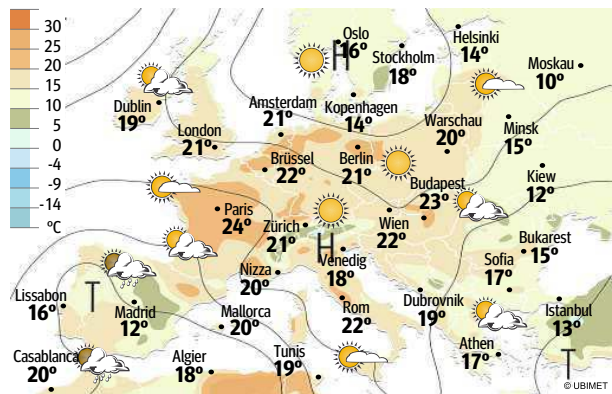 30
25
20
15
10
5
0
-4
-9
-14
°C
Oslo
16°
H
Stockholm
18°
Helsinki
14°
Moskau
10°
Dublin
19°
Amsterdam
21°
Kopenhagen
14°
Warschau
20°
Minsk
15°
London
21°
Brüssel
22°
Berlin
21°
Budapest
23°
Kiew
12°
Paris
24°
Zürich
21°
H
Wien
22°
Bukarest
15°
Nizza
20°
Venedig
18°
Sofia
17°
Lissabon
16°
T
Madrid
12°
Mallorca
20°
Rom
22°
Dubrovnik
19°
Istanbul
13°
Casablanca
20°
Algier
18°
Tunis
19°
Athen
17°
T
© UBIMET